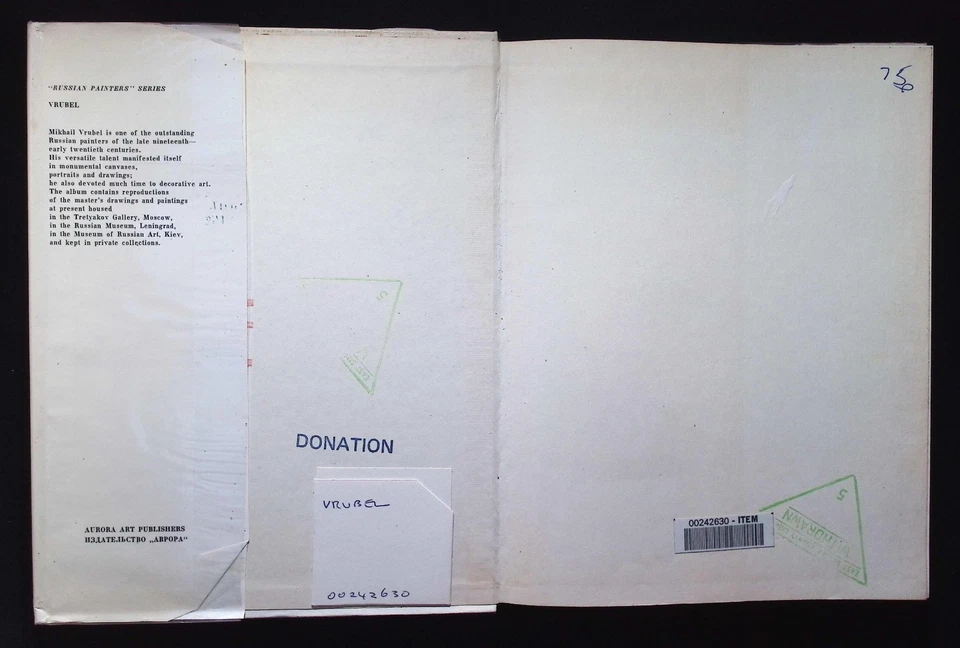 "RUSSIAN PAINTERS" SERIES
VRUBEL
Mikhail Vrubel is one of the outstanding
Russian painters of the late nineteenth—
early twentieth centuries.
His versatile talent manifested itself
in monumental canvases,
portraits and drawings;
he also devoted much time to decorative art.
The album contains reproductions
of the master's drawings and paintings
at present housed
in the Tretyakov Gallery, Moscow,
in the Russian Museum, Leningrad,
in the Museum of Russian Art, Kiev,
and kept in private collections.
AURORA ART PUBLISHERS
ИЗДАТЕЛЬСТВО „АВРОРА"
5
DONATION
VRUBEL
00242630
75
00242630 - ITEM
5
WITHDRAWN